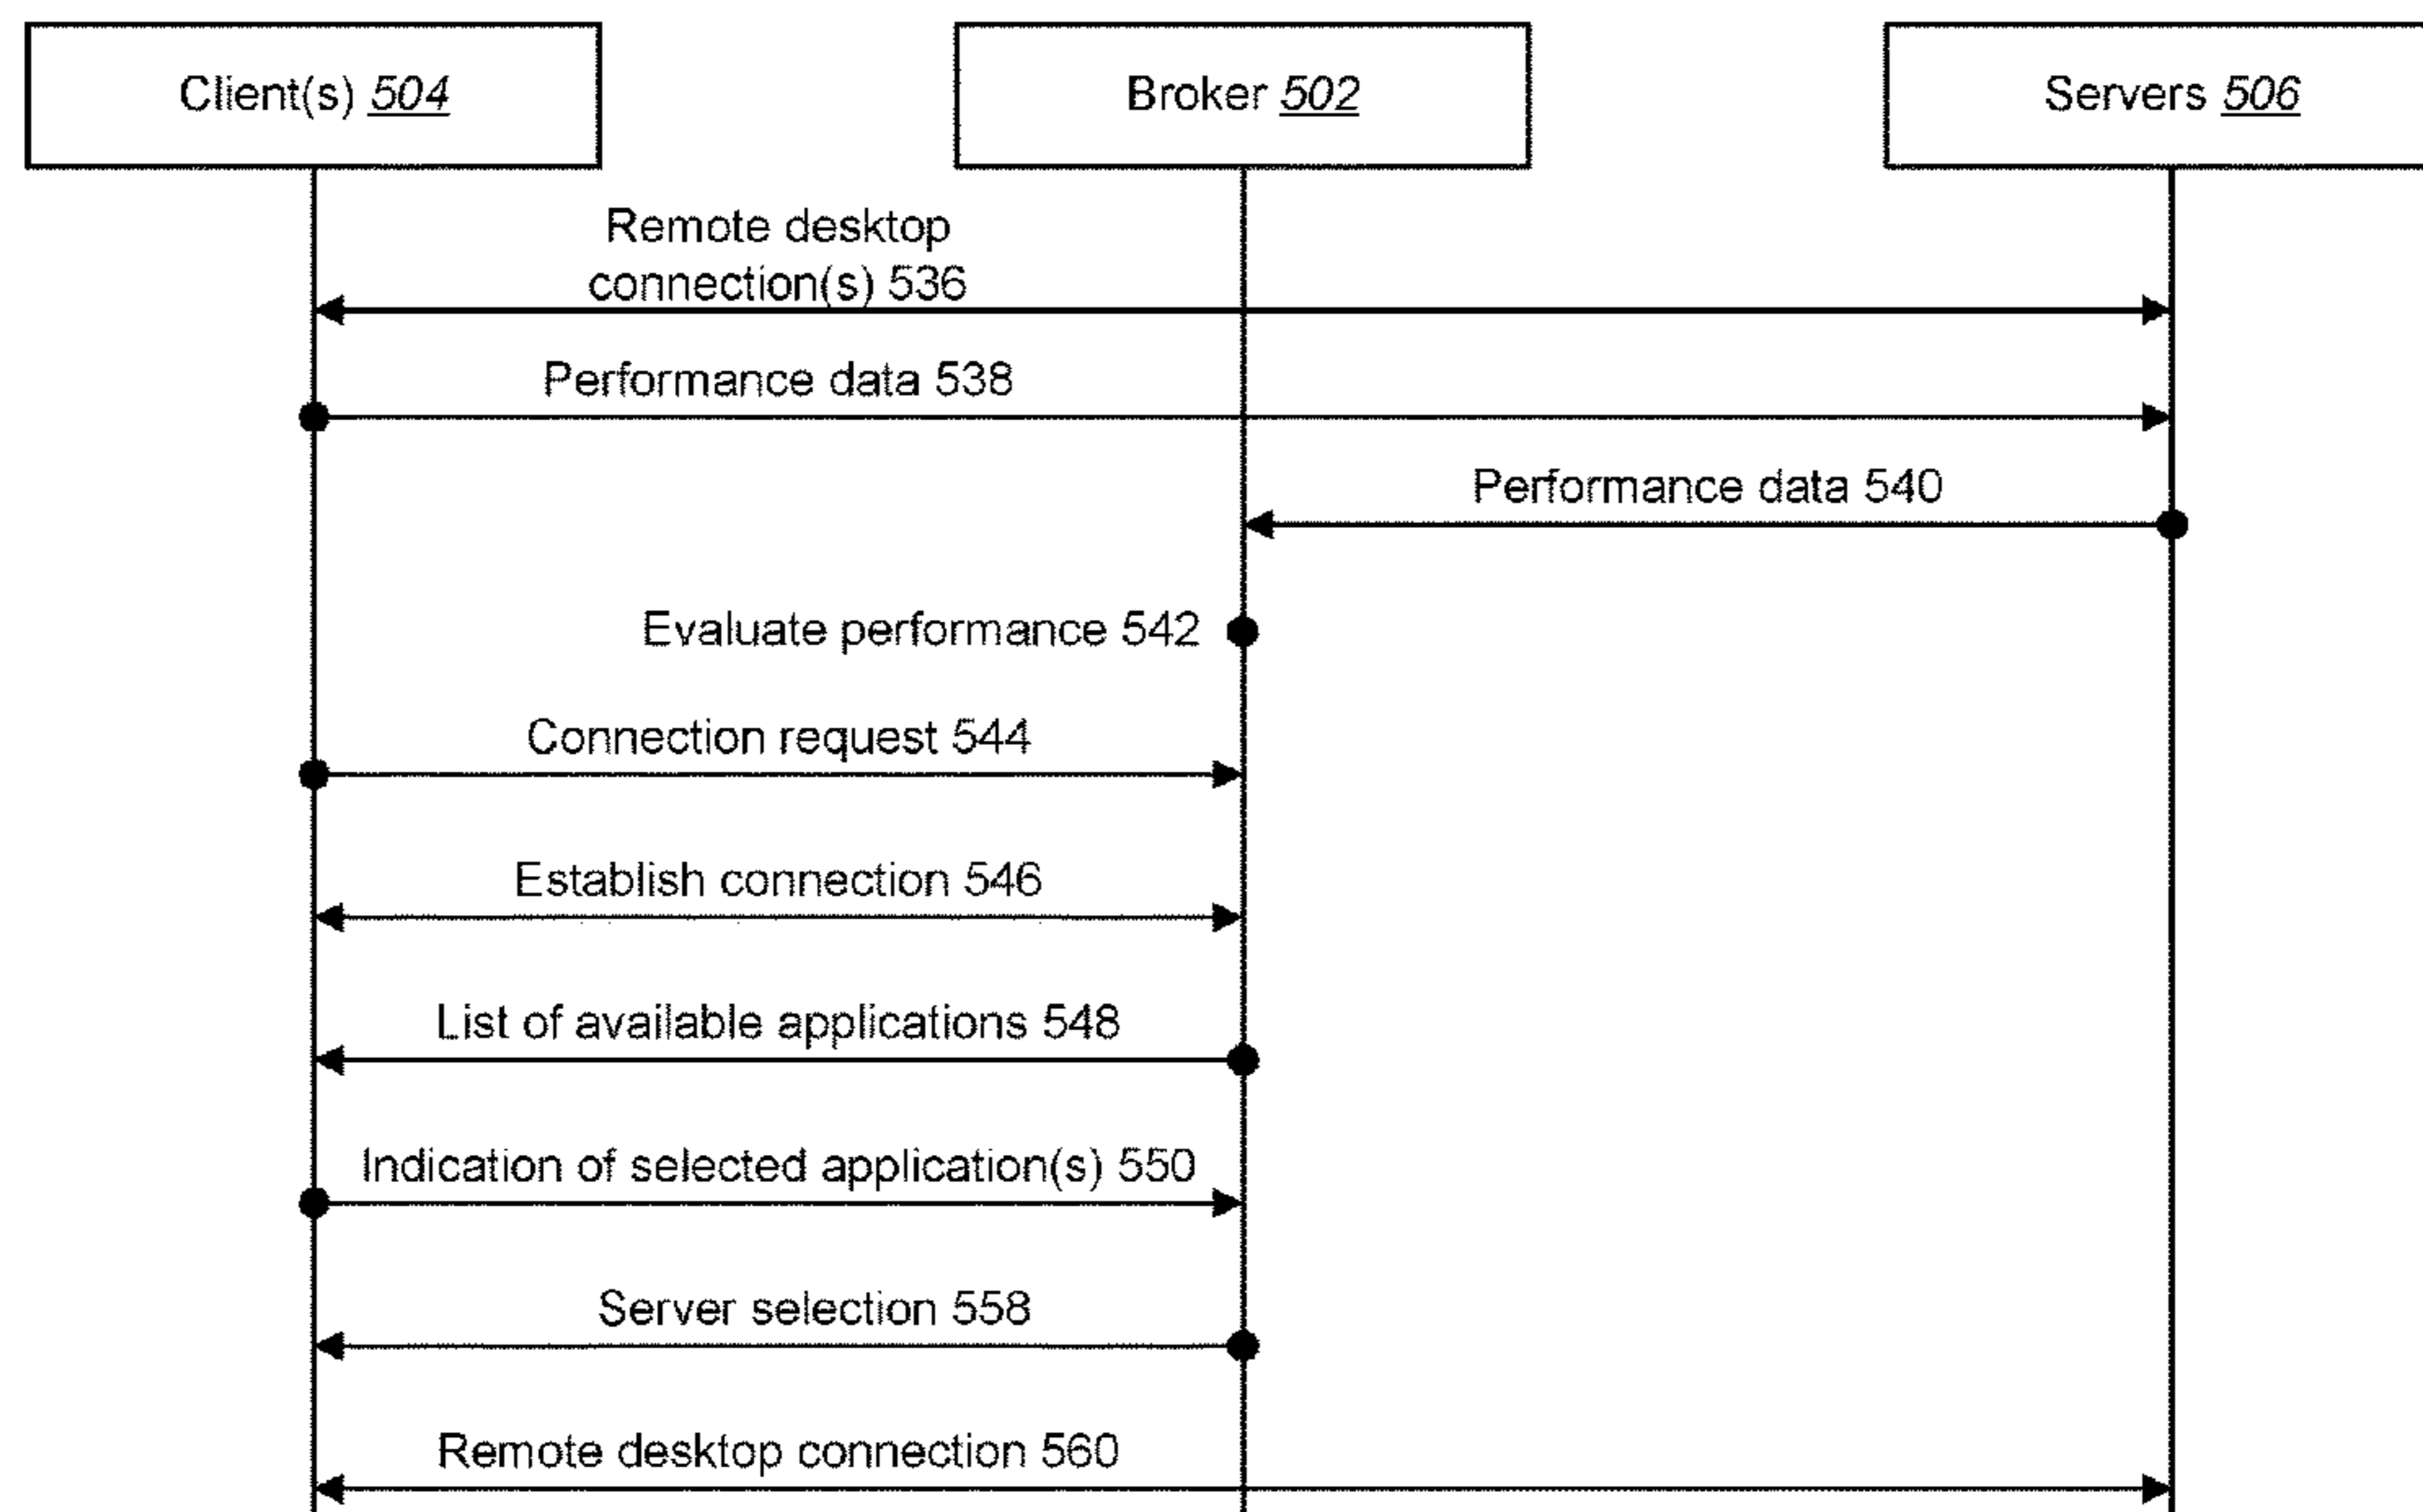 Client(s) 504
Broker 502
Servers 506
Remote desktop
connection(s) 536
Performance data 538
Performance data 540
Evaluate performance 542
Connection request 544
Establish connection 546
List of available applications 548
Indication of selected application(s) 550
Server selection 558
Remote desktop connection 560